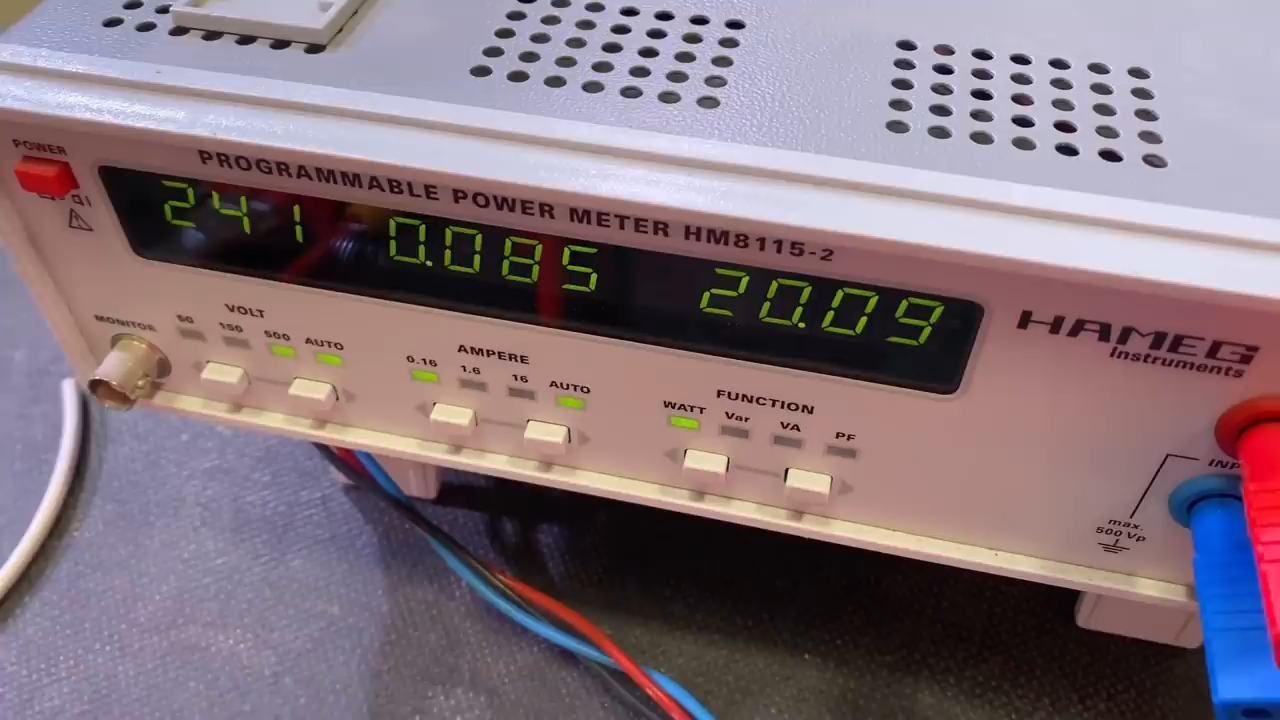 POWER
PROGRAMMABLE POWER METER HM8115-2
241 0.085 20.09
HAMEG
Instruments
MONITOR
VOLT
50 150 500 AUTO
AMPERE
0.16 1.6 16 AUTO
FUNCTION
WATT Var VA PF
INP
max.
500 Vp